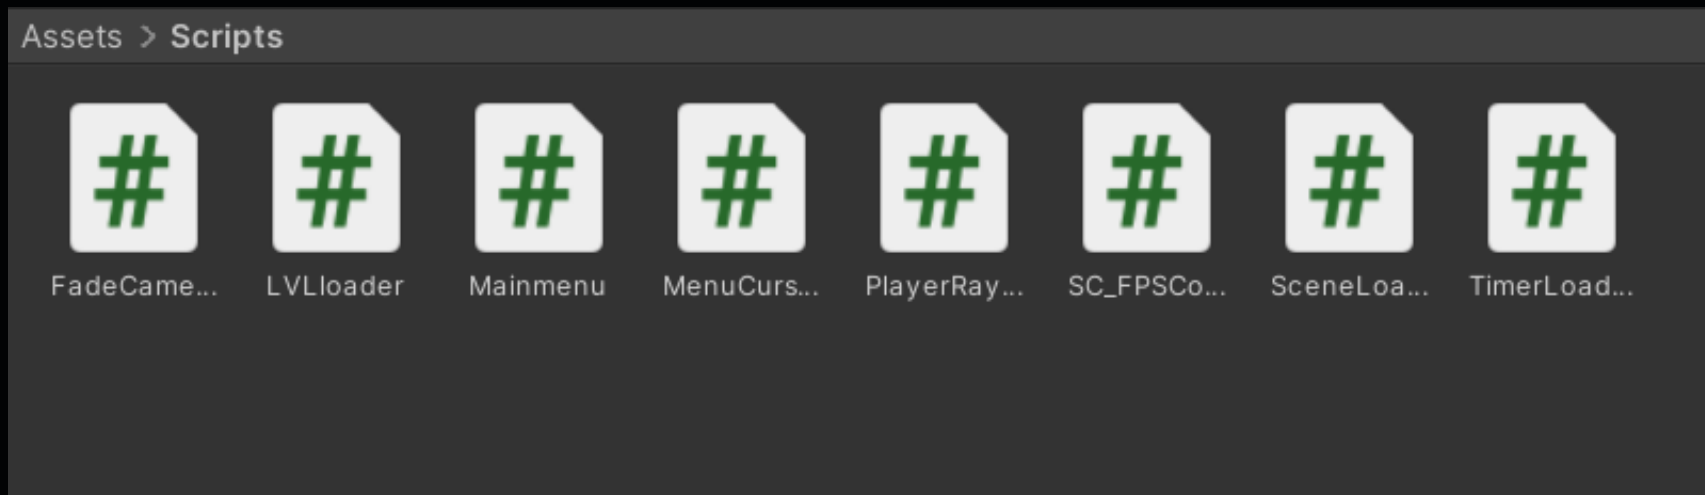 Assets > Scripts
# # # # # # # #
FadeCame... LVLloader Mainmenu MenuCurs... PlayerRay... SC_FPSCo... SceneLoa... TimerLoad...